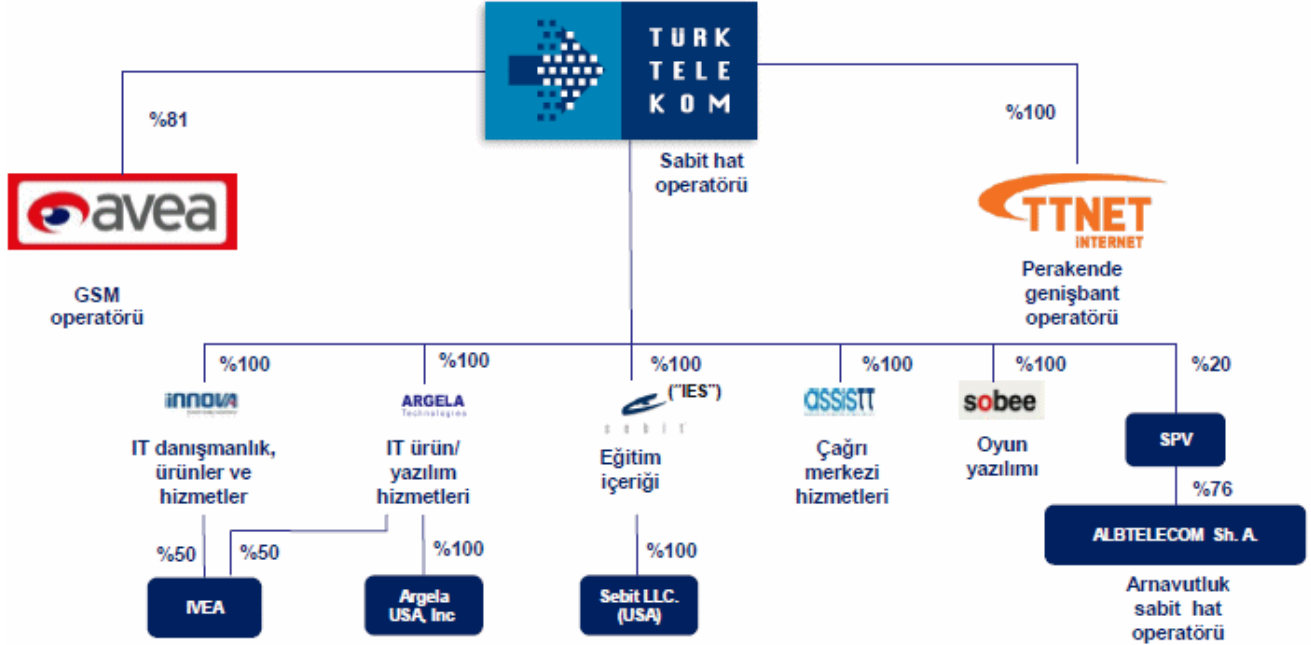 TURK
TELE
KOM
%81
%100
Sabit hat
operatörü
avea
TTNET
INTERNET
GSM
operatörü
Perakende
genişbant
operatörü
%100
%100
%100
%100
%100
%20
innova
ARGELA
Technologies
("IES")
sebit
assistt
sobee
SPV
IT danışmanlık,
ürünler ve
hizmetler
IT ürün/
yazılım
hizmetleri
Eğitim
içeriği
Çağrı
merkezi
hizmetleri
Oyun
yazılımı
%76
ALBTELECOM Sh. A.
%50
%50
%100
%100
IVEA
Argela
USA, Inc
Sebit LLC.
(USA)
Arnavutluk
sabit hat
operatörü